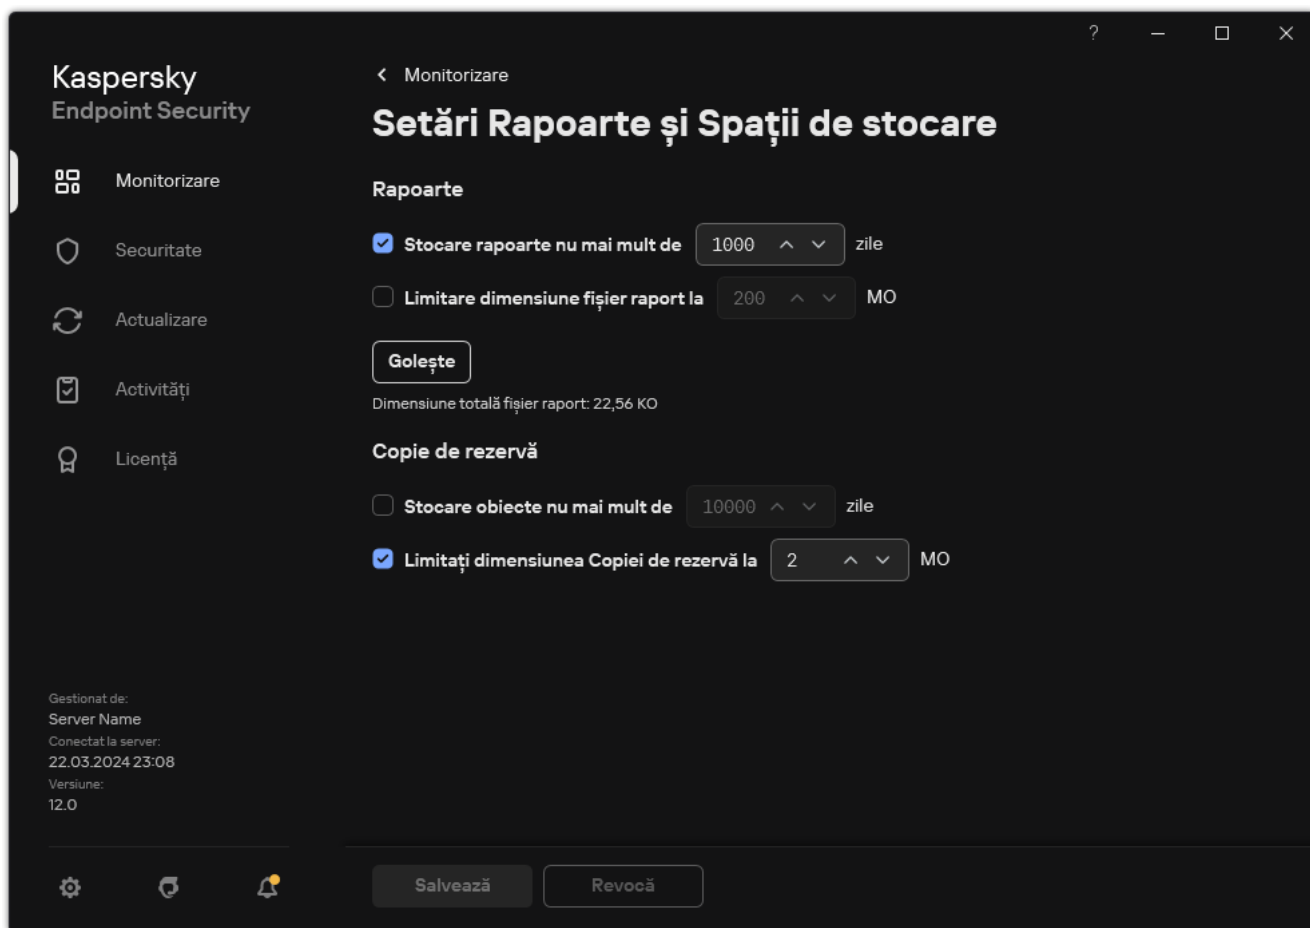 ?
Kaspersky
Endpoint Security
Monitorizare
Securitate
Actualizare
Activități
Licență
Gestionat de:
Server Name
Conectat la server:
22.03.2024 23:08
Versiune:
12.0
Monitorizare
Setări Rapoarte și Spații de stocare
Rapoarte
Stocare rapoarte nu mai mult de 1000 zile
Limitare dimensiune fișier raport la 200 MO
Golește
Dimensiune totală fișier raport: 22,56 KO
Copie de rezervă
Stocare obiecte nu mai mult de 10000 zile
Limitați dimensiunea Copiei de rezervă la 2 MO
Salvează Revocă